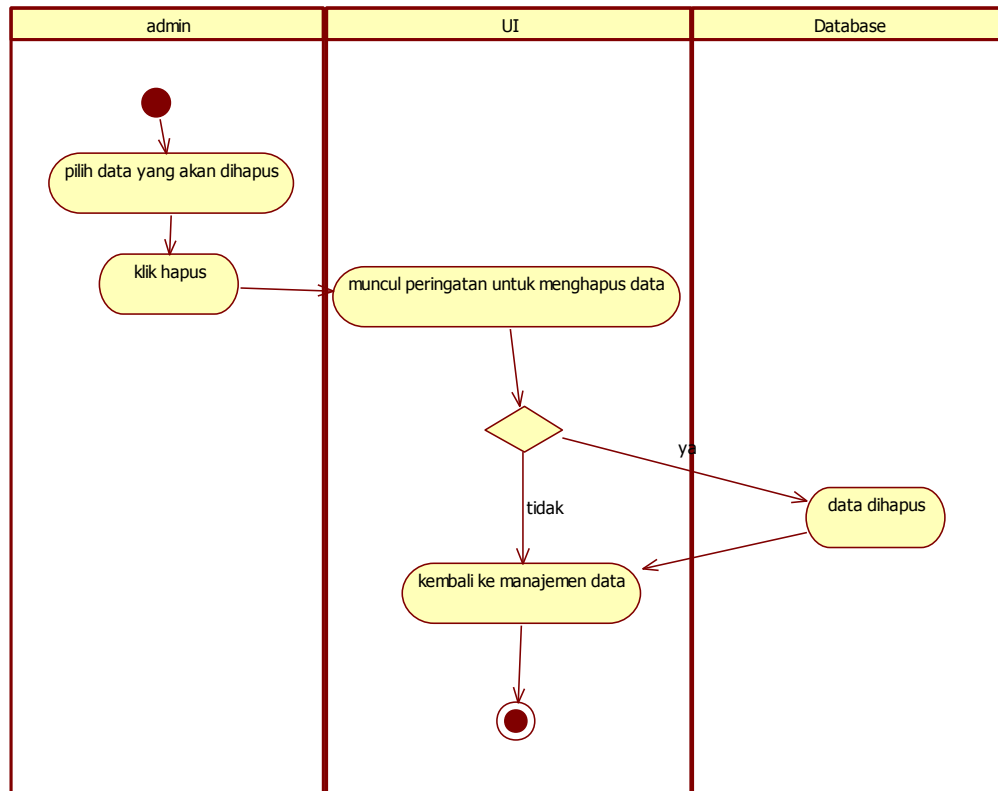 admin
UI
Database
pilih data yang akan dihapus
klik hapus
muncul peringatan untuk menghapus data
ya
tidak
data dihapus
kembali ke manajemen data